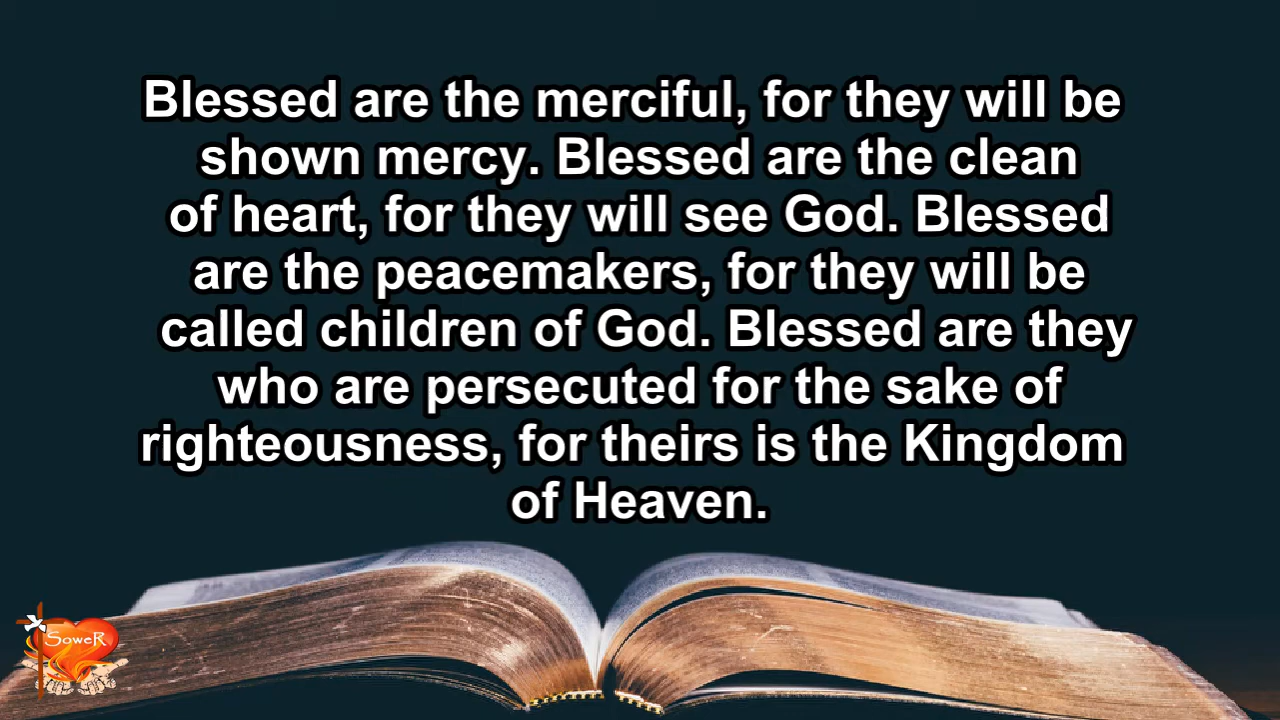 Blessed are the merciful, for they will be
shown mercy. Blessed are the clean
of heart, for they will see God. Blessed
are the peacemakers, for they will be
called children of God. Blessed are they
who are persecuted for the sake of
righteousness, for theirs is the Kingdom
of Heaven.
SoweR